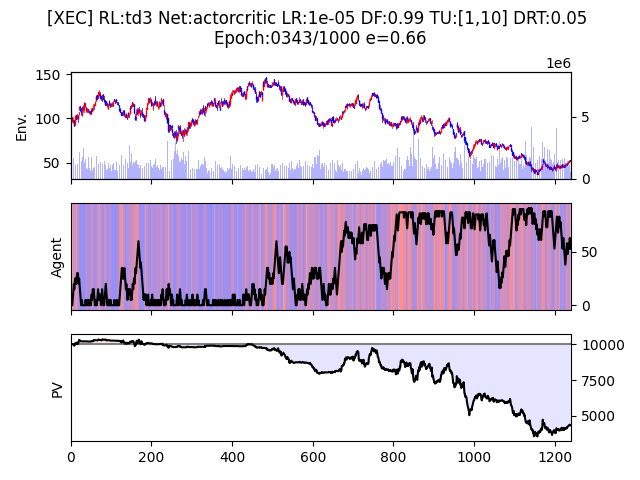 [XEC] RL:td3 Net:actorcritic LR:1e-05 DF:0.99 TU:[1,10] DRT:0.05
Epoch:0343/1000 e=0.66
1e6
150
100
50
Env.
5
0
Agent
50
0
PV
10000
7500
5000
0 200 400 600 800 1000 1200